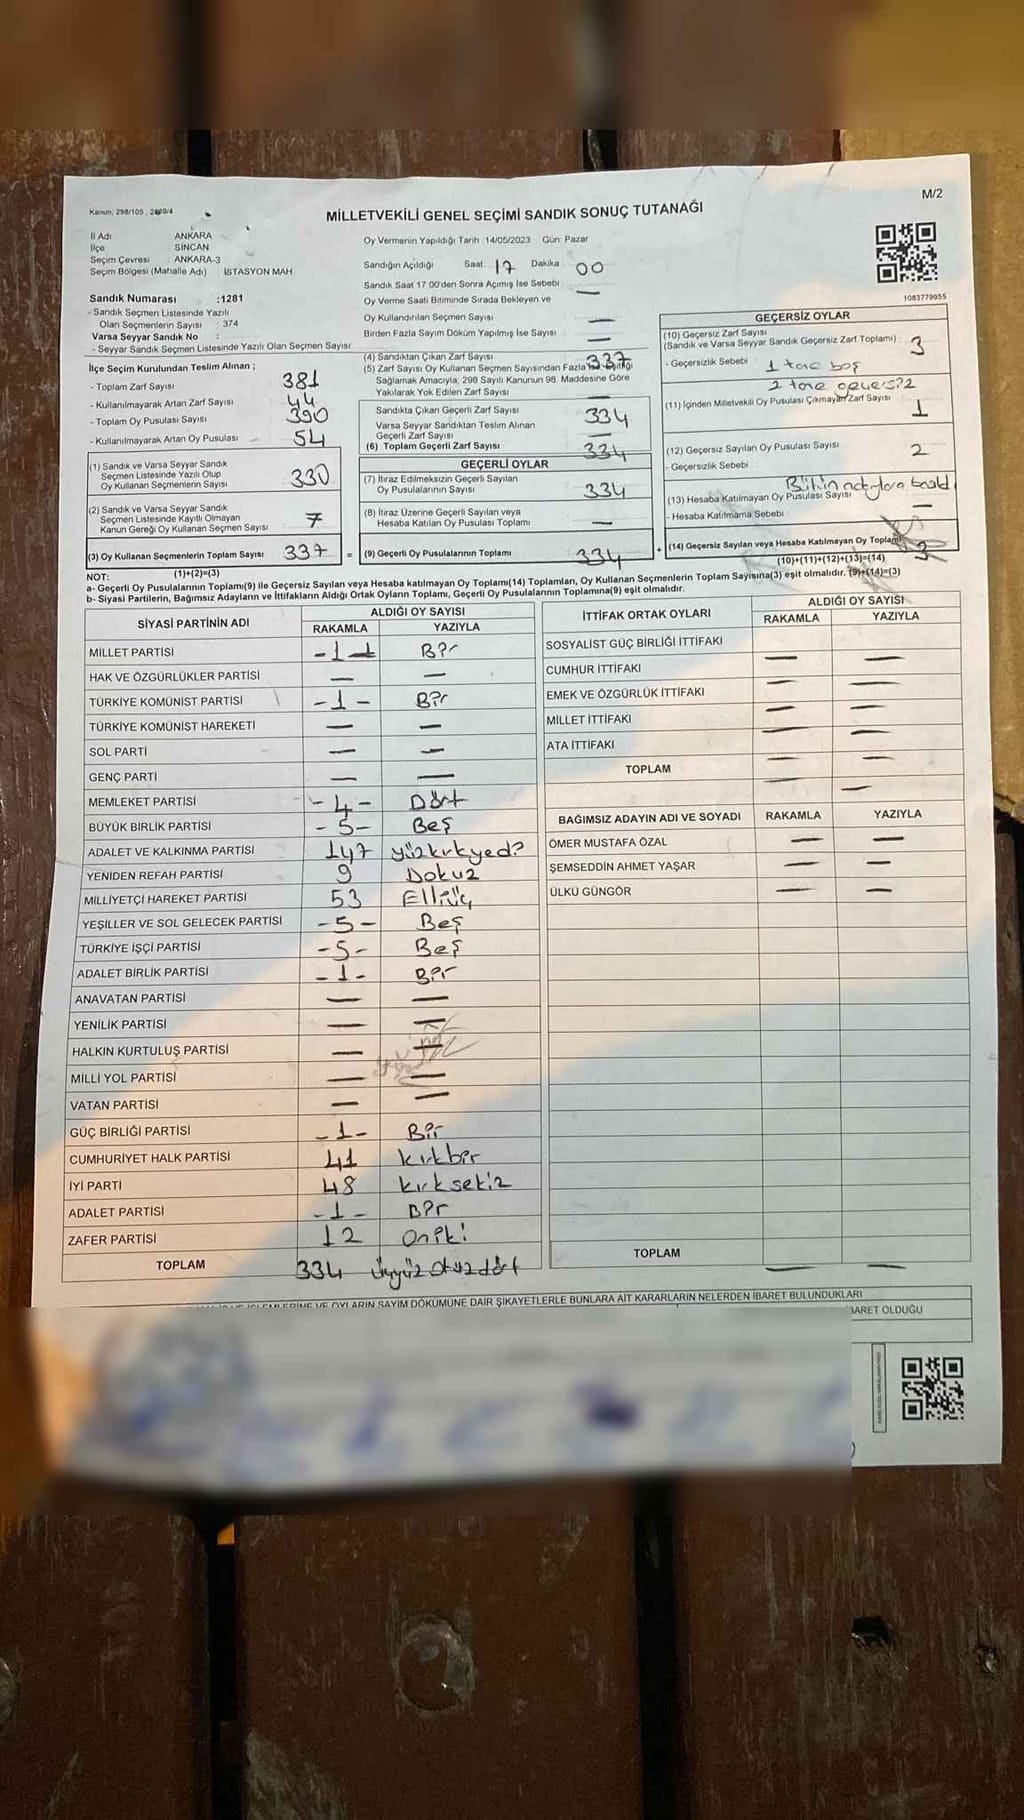 M/2
Kanun; 298/105 , 2839/4
MİLLETVEKİLİ GENEL SEÇİMİ SANDIK SONUÇ TUTANAĞI
İl Adı ANKARA
İlçe SİNCAN
Seçim Çevresi : ANKARA-3
Seçim Bölgesi (Mahalle Adı) : İSTASYON MAH
Sandık Numarası :1281
- Sandık Seçmen Listesinde Yazılı
Olan Seçmenlerin Sayısı : 374
Varsa Seyyar Sandık No :
- Seyyar Sandık Seçmen Listesinde Yazılı Olan Seçmen Sayısı:
İlçe Seçim Kurulundan Teslim Alınan ;
- Toplam Zarf Sayısı 381
- Kullanılmayarak Artan Zarf Sayısı 44
- Toplam Oy Pusulası Sayısı 390
- Kullanılmayarak Artan Oy Pusulası 54
(1) Sandık ve Varsa Seyyar Sandık
Seçmen Listesinde Yazılı Olup
Oy Kullanan Seçmenlerin Sayısı 330
(2) Sandık ve Varsa Seyyar Sandık
Seçmen Listesinde Kayıtlı Olmayan
Kanun Gereği Oy Kullanan Seçmen Sayısı 7
(3) Oy Kullanan Seçmenlerin Toplam Sayısı 337 =
(1)+(2)=(3)
Oy Vermenin Yapıldığı Tarih :14/05/2023 Gün: Pazar
Sandığın Açıldığı Saat: 17 Dakika: 00
Sandık Saat 17:00'den Sonra Açımış İse Sebebi : —
Oy Verme Saati Bitiminde Sırada Bekleyen ve
Oy Kullandırılan Seçmen Sayısı —
Birden Fazla Sayım Döküm Yapılmış İse Sayısı —
(4) Sandıktan Çıkan Zarf Sayısı 337
(5) Zarf Sayısı Oy Kullanan Seçmen Sayısından Fazla İse Eşitliği
Sağlamak Amacıyla, 298 Sayılı Kanunun 98. Maddesine Göre
Yakılarak Yok Edilen Zarf Sayısı —
Sandıkta Çıkan Geçerli Zarf Sayısı 334
Varsa Seyyar Sandıktan Teslim Alınan
Geçerli Zarf Sayısı —
(6) Toplam Geçerli Zarf Sayısı 334
GEÇERLİ OYLAR
(7) İtiraz Edilmeksizin Geçerli Sayılan
Oy Pusulalarının Sayısı 334
(8) İtiraz Üzerine Geçerli Sayılan veya
Hesaba Katılan Oy Pusulası Toplamı —
(9) Geçerli Oy Pusulalarının Toplamı 334 +
1083779955
GEÇERSİZ OYLAR
(10) Geçersiz Zarf Sayısı
(Sandık ve Varsa Seyyar Sandık Geçersiz Zarf Toplamı) 3
- Geçersizlik Sebebi : 1 tane boş
2 tane geçersiz
(11) İçinden Milletvekili Oy Pusulası Çıkmayan Zarf Sayısı 1
(12) Geçersiz Sayılan Oy Pusulası Sayısı 2
- Geçersizlik Sebebi Bütün adaylara basıldı
(13) Hesaba Katılmayan Oy Pusulası Sayısı —
- Hesaba Katılmama Sebebi
(14) Geçersiz Sayılan veya Hesaba Katılmayan Oy Toplamı 3
(10)+(11)+(12)+(13)=(14)
NOT:
a- Geçerli Oy Pusulalarının Toplamı(9) ile Geçersiz Sayılan veya Hesaba katılmayan Oy Toplamı(14) Toplamları, Oy Kullanan Seçmenlerin Toplam Sayısına(3) eşit olmalıdır. (9)+(14)=(3)
b- Siyasi Partilerin, Bağımsız Adayların ve İttifakların Aldığı Ortak Oyların Toplamı, Geçerli Oy Pusulalarının Toplamına(9) eşit olmalıdır.
SİYASİ PARTİNİN ADI ALDIĞI OY SAYISI
RAKAMLA YAZIYLA
MİLLET PARTİSİ -1- Bir
HAK VE ÖZGÜRLÜKLER PARTİSİ — —
TÜRKİYE KOMÜNİST PARTİSİ -1- Bir
TÜRKİYE KOMÜNİST HAREKETİ — —
SOL PARTİ — —
GENÇ PARTİ — —
MEMLEKET PARTİSİ -4- Dört
BÜYÜK BİRLİK PARTİSİ -5- Beş
ADALET VE KALKINMA PARTİSİ 147 yüzkırkyedi
YENİDEN REFAH PARTİSİ 9 Dokuz
MİLLİYETÇİ HAREKET PARTİSİ 53 Elliüç
YEŞİLLER VE SOL GELECEK PARTİSİ -5- Beş
TÜRKİYE İŞÇİ PARTİSİ -5- Beş
ADALET BİRLİK PARTİSİ -1- Bir
ANAVATAN PARTİSİ — —
YENİLİK PARTİSİ — —
HALKIN KURTULUŞ PARTİSİ — —
MİLLİ YOL PARTİSİ — —
VATAN PARTİSİ — —
GÜÇ BİRLİĞİ PARTİSİ -1- Bir
CUMHURİYET HALK PARTİSİ 41 kırkbir
İYİ PARTİ 48 kırksekiz
ADALET PARTİSİ -1- Bir
ZAFER PARTİSİ 12 oniki
TOPLAM 334 üçyüz otuzdört
İTTİFAK ORTAK OYLARI ALDIĞI OY SAYISI
RAKAMLA YAZIYLA
SOSYALİST GÜÇ BİRLİĞİ İTTİFAKI — —
CUMHUR İTTİFAKI — —
EMEK VE ÖZGÜRLÜK İTTİFAKI — —
MİLLET İTTİFAKI — —
ATA İTTİFAKI — —
TOPLAM — —
BAĞIMSIZ ADAYIN ADI VE SOYADI RAKAMLA YAZIYLA
ÖMER MUSTAFA ÖZAL — —
ŞEMSEDDİN AHMET YAŞAR — —
ÜLKÜ GÜNGÖR — —
TOPLAM — —
VE OYLARIN SAYIM DÖKÜMÜNE DAİR ŞİKAYETLERLE BUNLARA AİT KARARLARIN NELERDEN İBARET BULUNDUKLARI
İBARET OLDUĞU